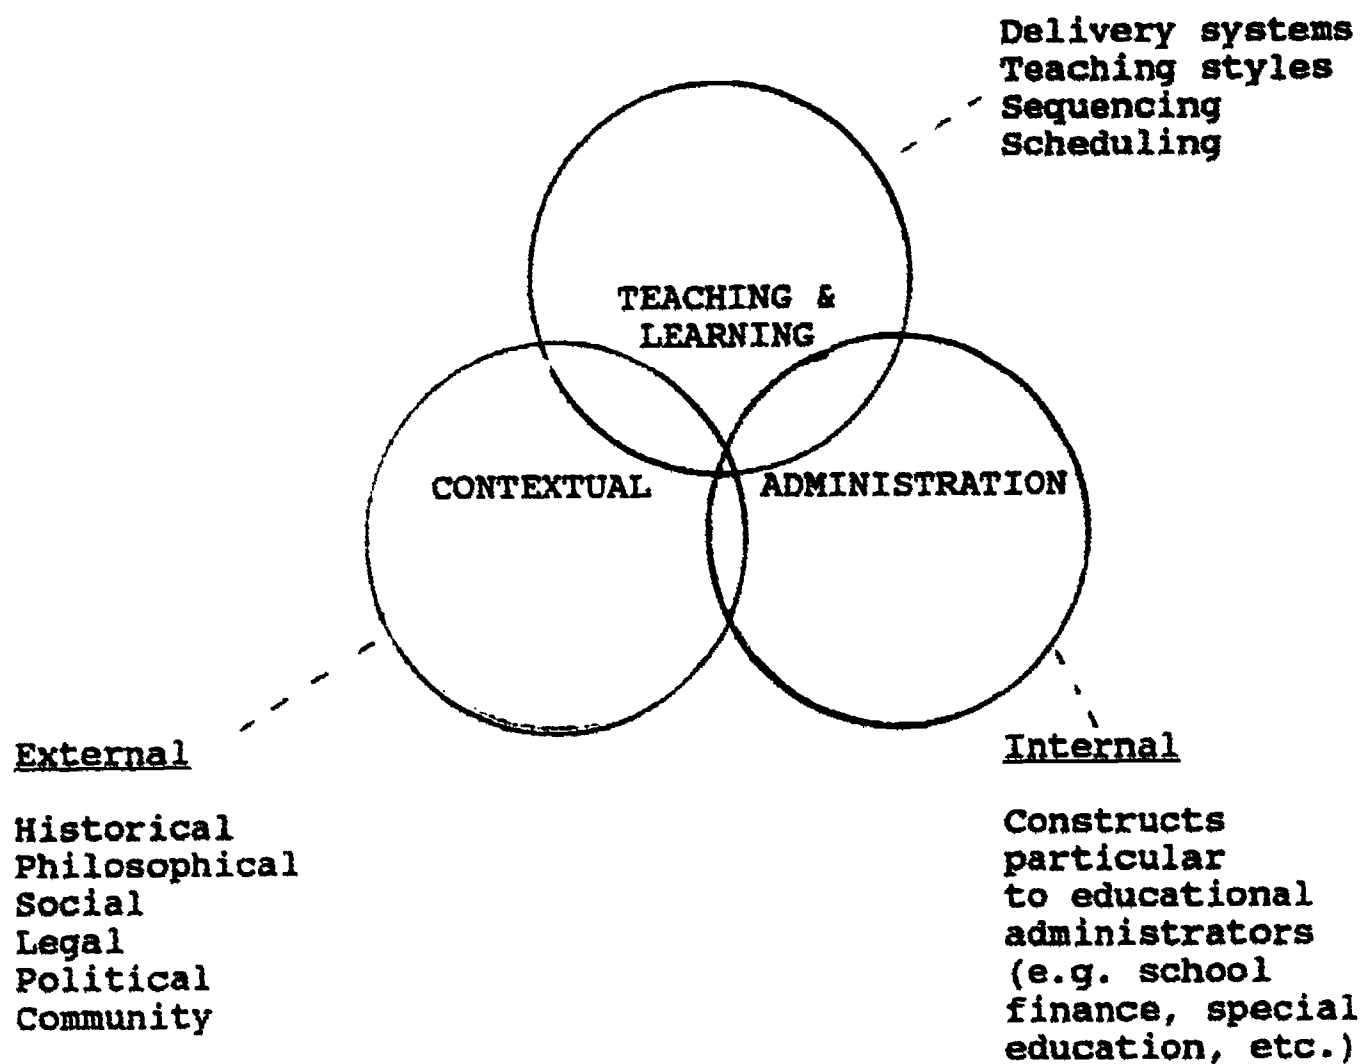 Delivery systems
Teaching styles
Sequencing
Scheduling
TEACHING &
LEARNING
CONTEXTUAL
ADMINISTRATION
External
Historical
Philosophical
Social
Legal
Political
Community
Internal
Constructs
particular
to educational
administrators
(e.g. school
finance, special
education, etc.)